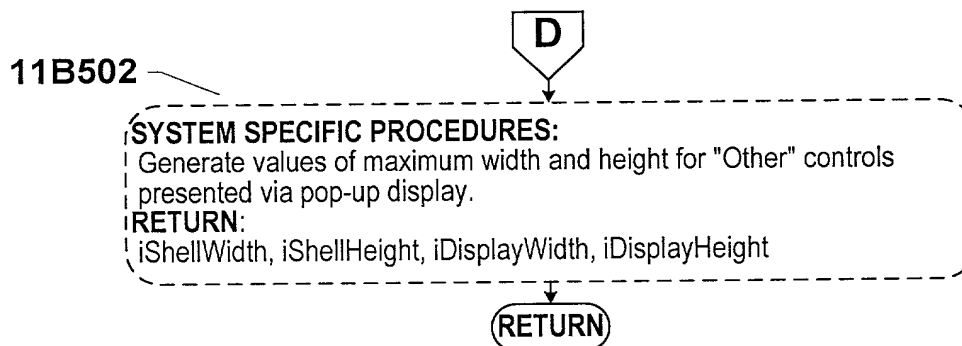 D
11B502
SYSTEM SPECIFIC PROCEDURES:
Generate values of maximum width and height for "Other" controls
presented via pop-up display.
RETURN:
iShellWidth, iShellHeight, iDisplayWidth, iDisplayHeight
RETURN